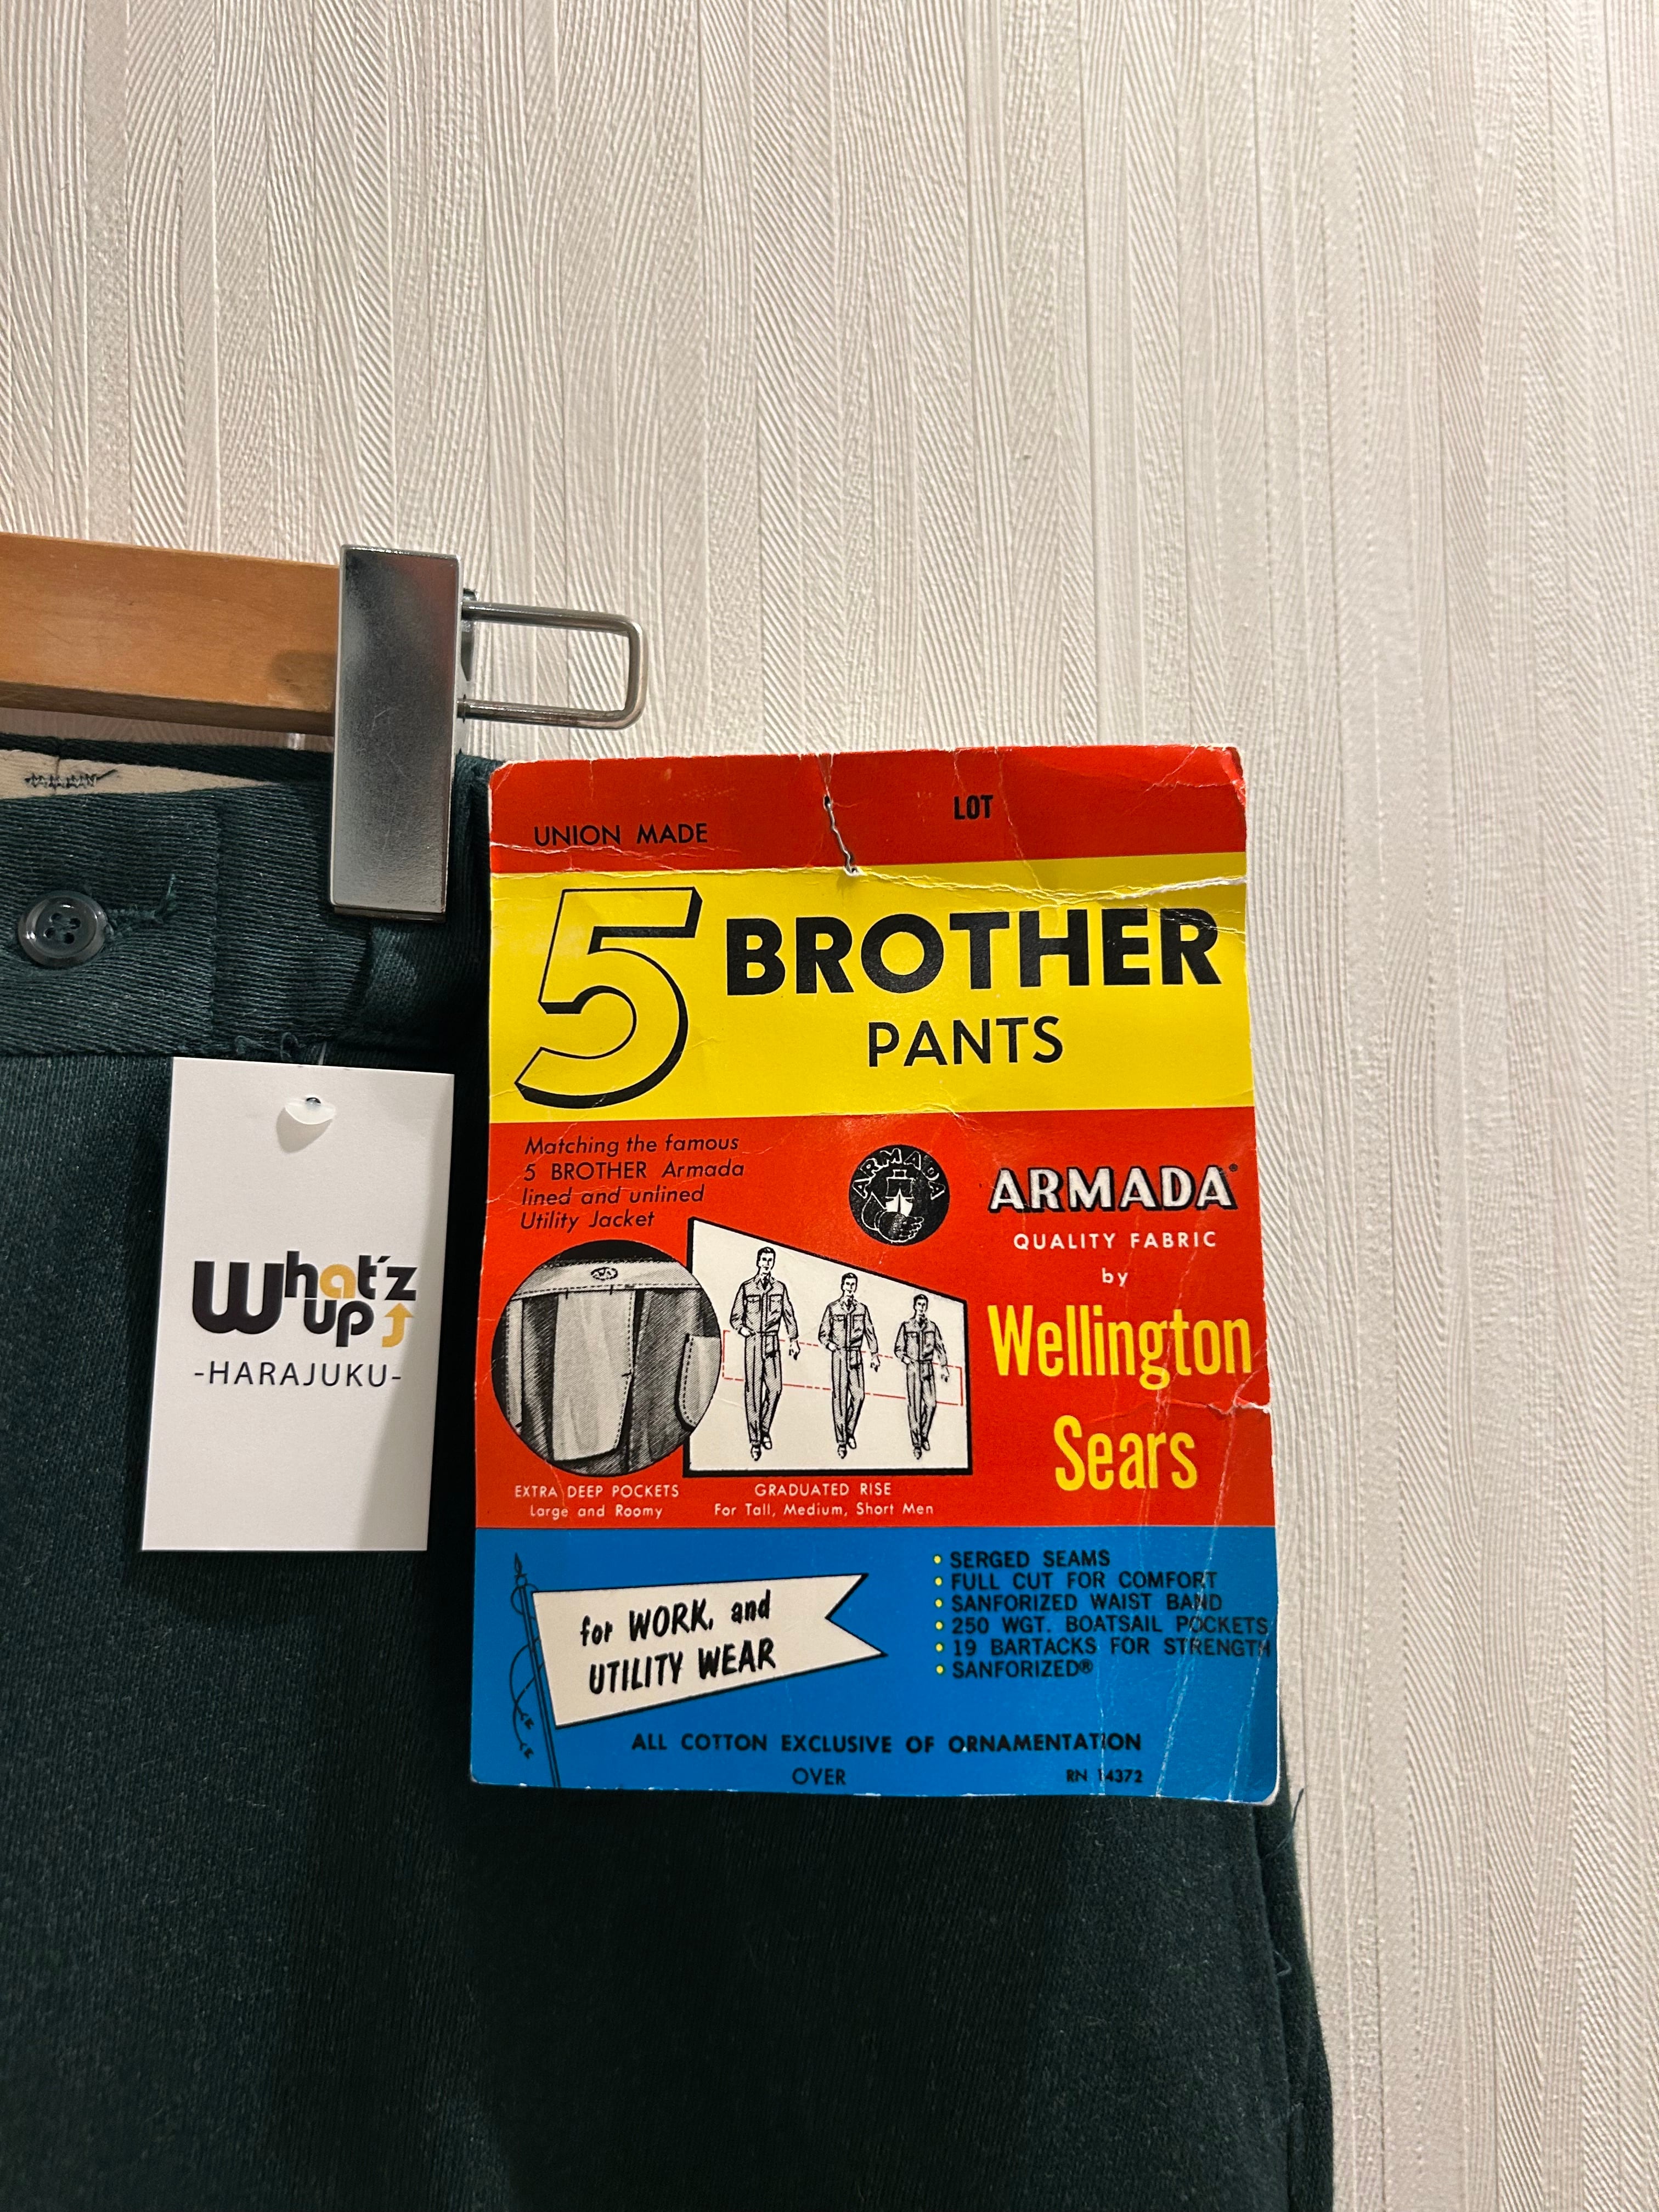 UNION MADE
LOT
5 BROTHER
PANTS
Matching the famous
5 BROTHER Armada
lined and unlined
Utility Jacket
ARMADA
ARMADA®
QUALITY FABRIC
by
Wellington
Sears
EXTRA DEEP POCKETS
Large and Roomy
GRADUATED RISE
For Tall, Medium, Short Men
for WORK, and
UTILITY WEAR
• SERGED SEAMS
• FULL CUT FOR COMFORT
• SANFORIZED WAIST BAND
• 250 WGT. BOATSAIL POCKETS
• 19 BARTACKS FOR STRENGTH
• SANFORIZED®
ALL COTTON EXCLUSIVE OF ORNAMENTATION
OVER
RN 14372
What'z
up
-HARAJUKU-